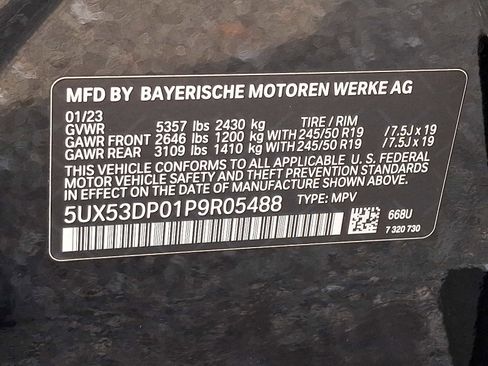 MFD BY BAYERISCHE MOTOREN WERKE AG
01/23
GVWR 5357 lbs 2430 kg TIRE / RIM
GAWR FRONT 2646 lbs 1200 kg WITH 245/50 R19 / 7.5J x 19
GAWR REAR 3109 lbs 1410 kg WITH 245/50 R19 / 7.5J x 19
THIS VEHICLE CONFORMS TO ALL APPLICABLE U. S. FEDERAL
MOTOR VEHICLE SAFETY AND THEFT PREVENTION STANDARDS
IN EFFECT ON THE DATE OF MANUFACTURE SHOWN ABOVE.
5UX53DP01P9R05488 TYPE: MPV
668U
7 320 730